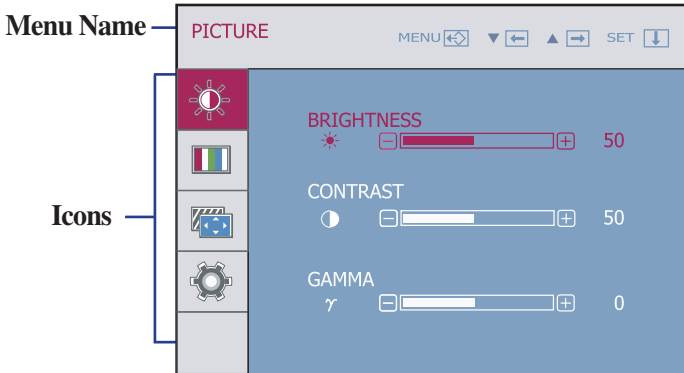 Menu Name
PICTURE MENU ▼ ▲ SET
Icons
BRIGHTNESS
50
CONTRAST
50
GAMMA
γ 0